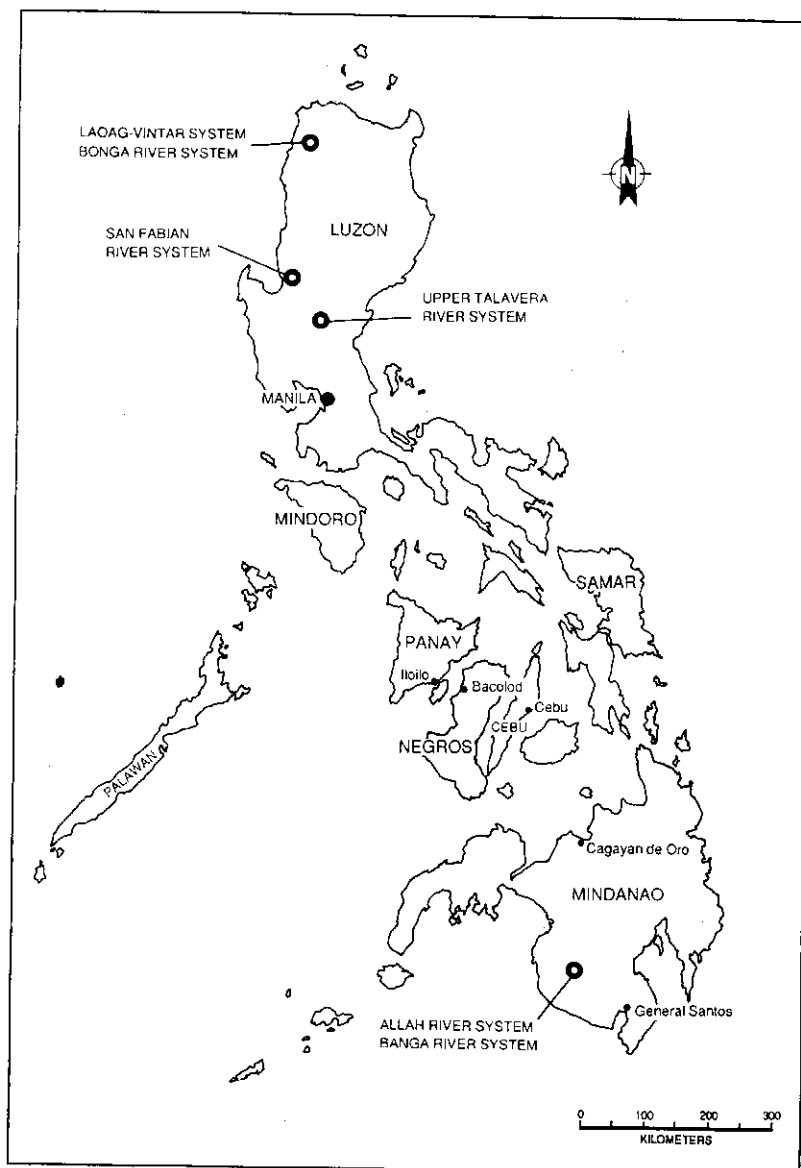 LAOAG-VINTAR SYSTEM
BONGA RIVER SYSTEM
N
LUZON
SAN FABIAN
RIVER SYSTEM
UPPER TALAVERA
RIVER SYSTEM
MANILA
MINDORO
SAMAR
PANAY
Iloilo
Bacolod
Cebu
CEBU
NEGROS
PALAWAN
Cagayan de Oro
MINDANAO
General Santos
ALLAH RIVER SYSTEM
BANGA RIVER SYSTEM
0 100 200 300
KILOMETERS